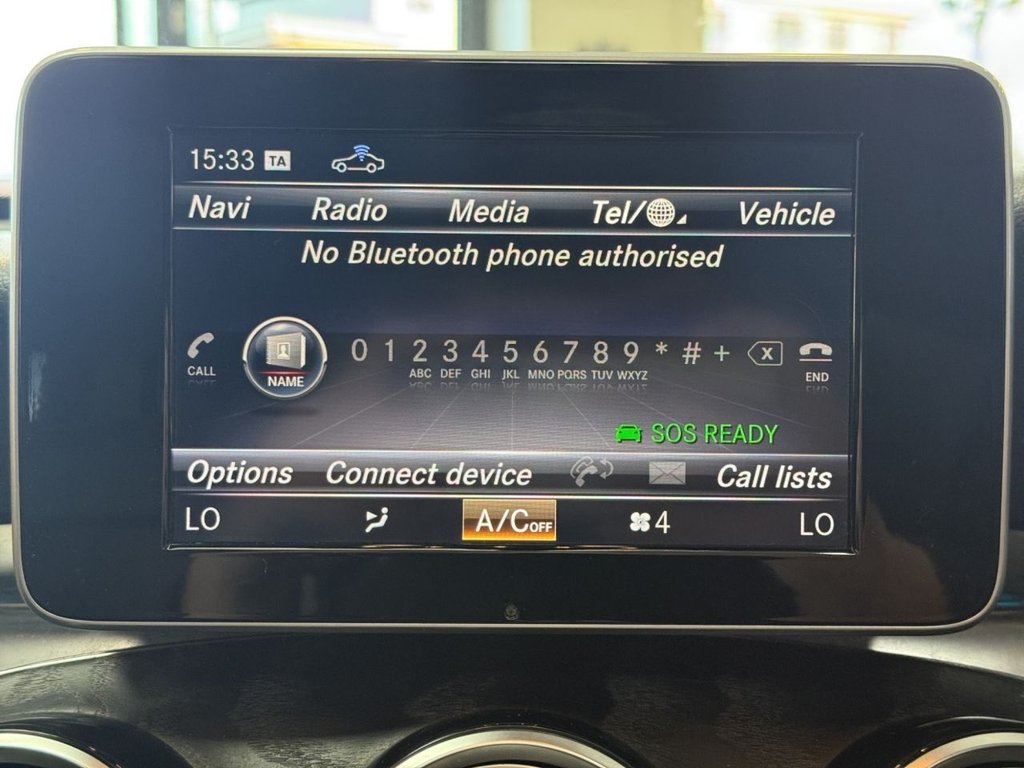 15:33 TA
Navi Radio Media Tel/ Vehicle
No Bluetooth phone authorised
CALL NAME 0 1 2 3 4 5 6 7 8 9 * # + X END
ABC DEF GHI JKL MNO PQRS TUV WXYZ
SOS READY
Options Connect device Call lists
LO A/C OFF 4 LO